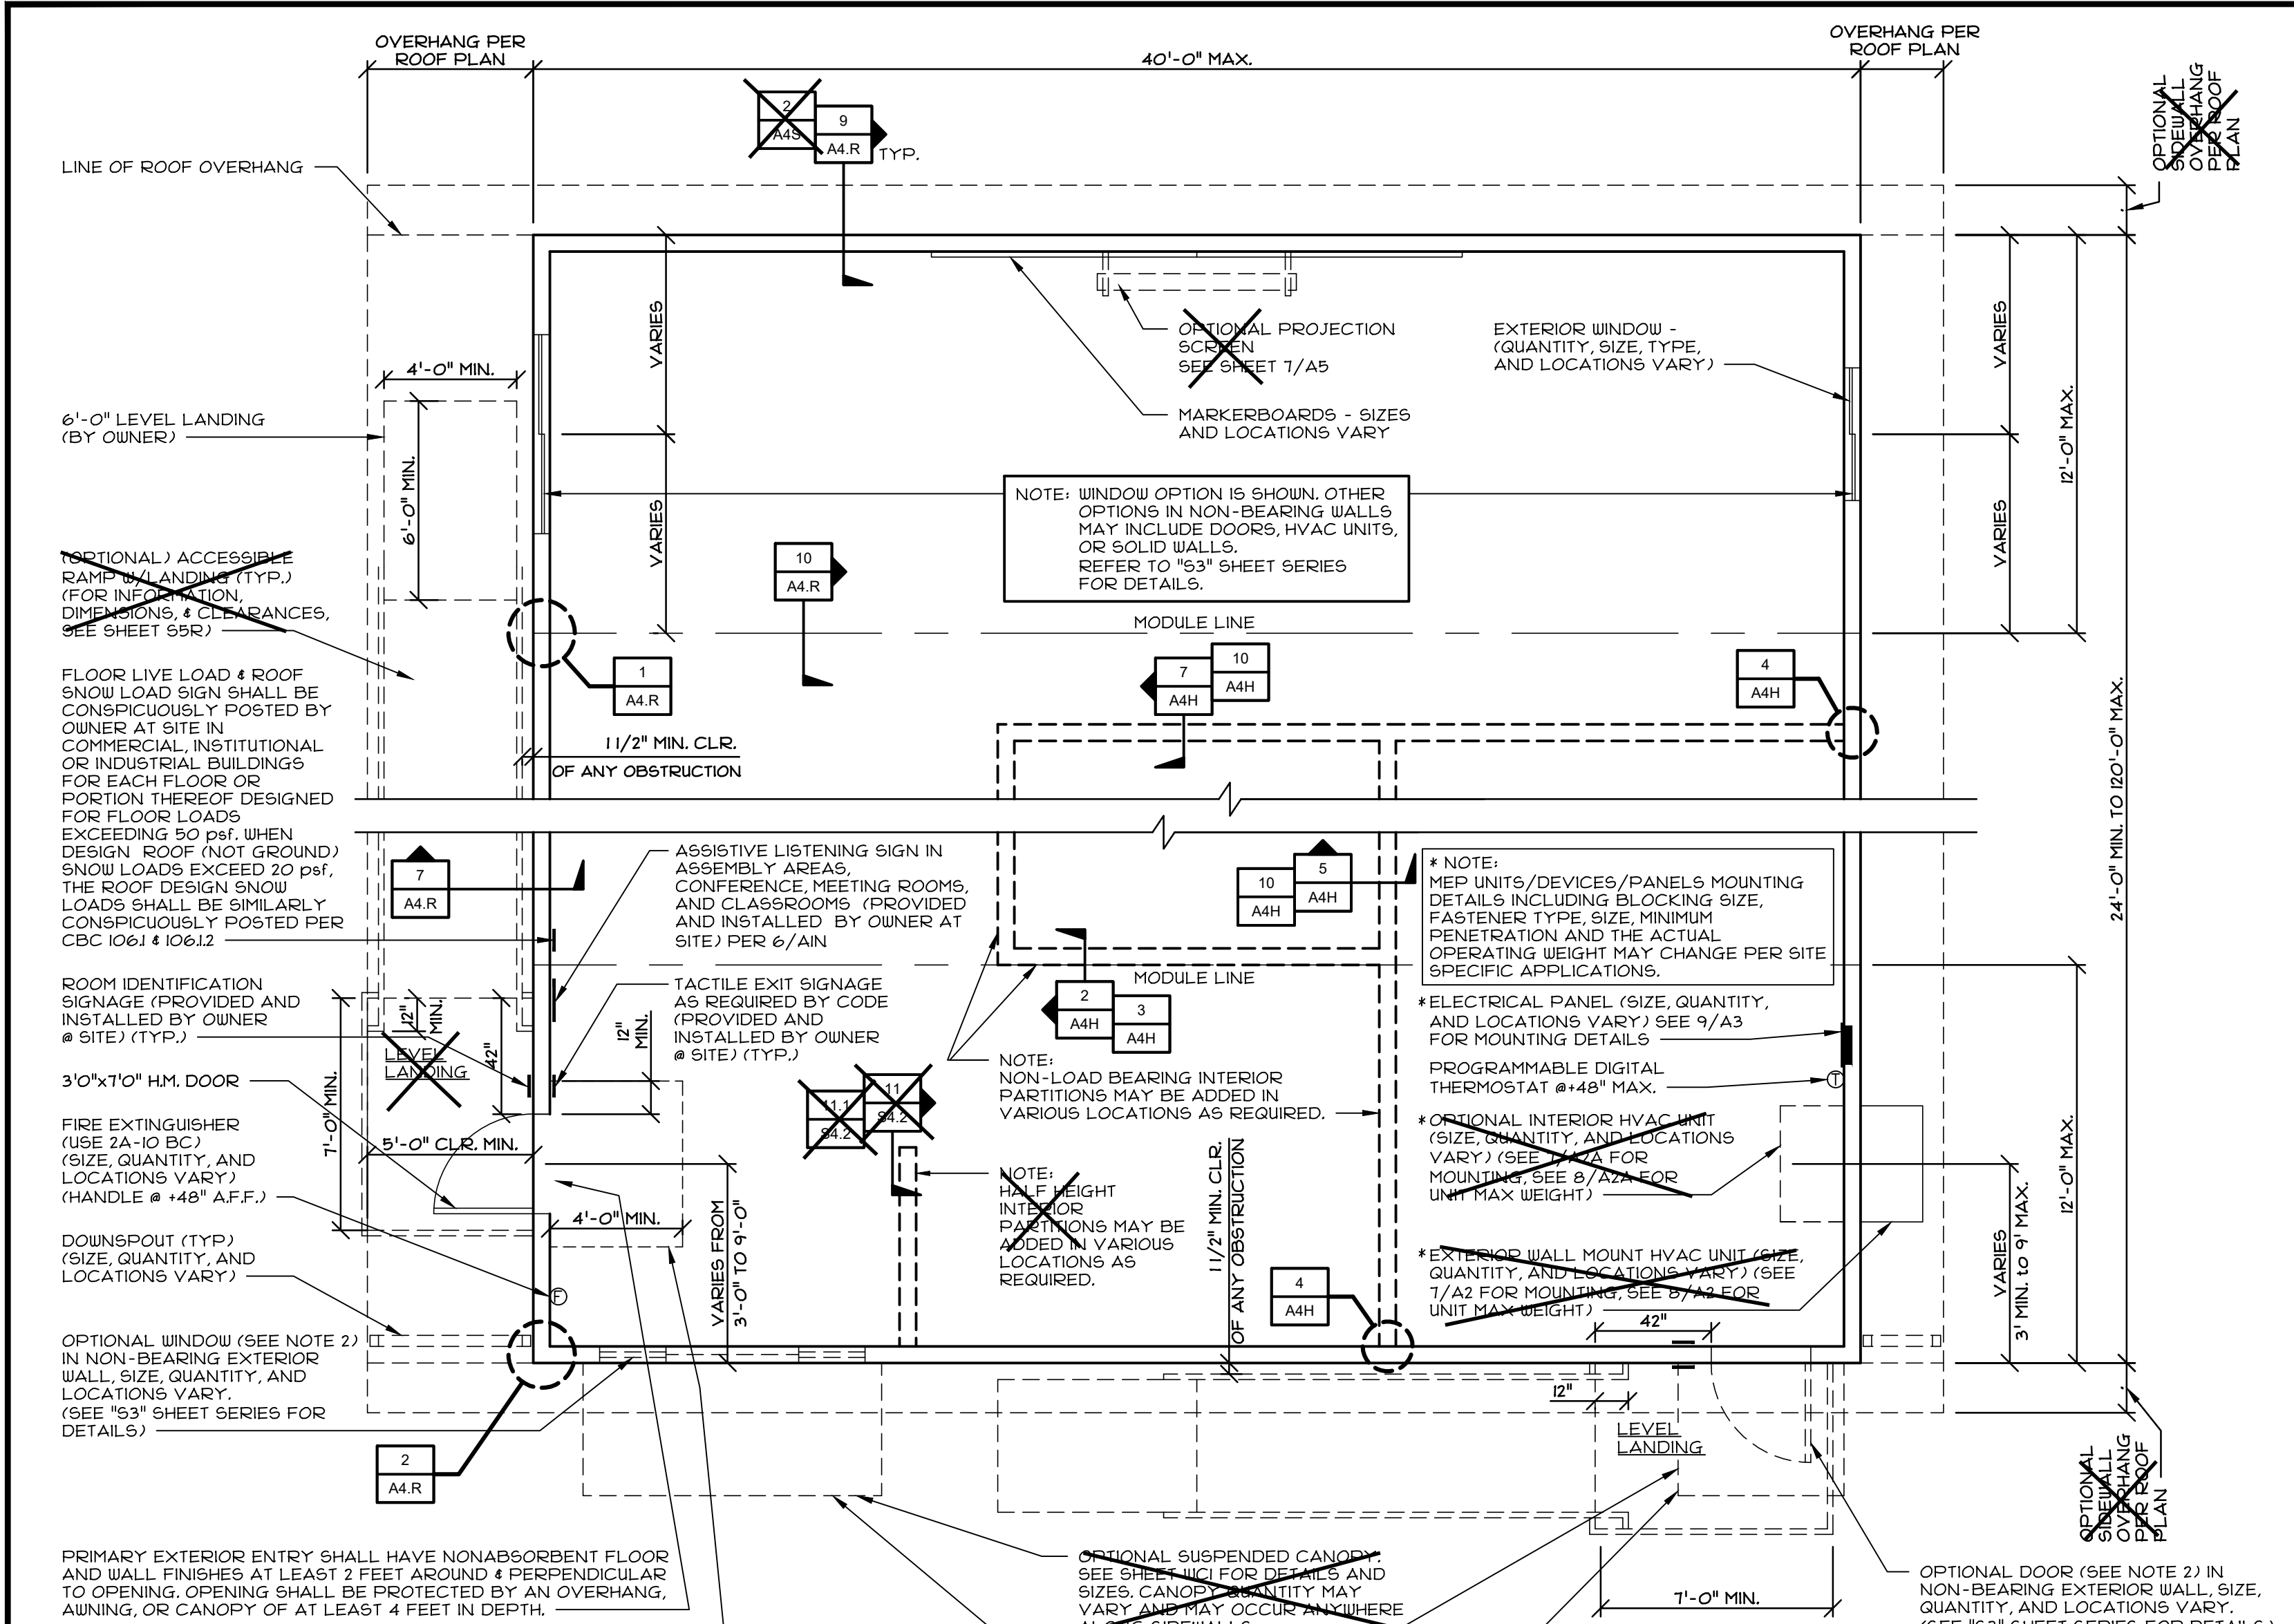 OVERHANG PER
ROOF PLAN
40'-0" MAX.
OVERHANG PER
ROOF PLAN
OPTIONAL
SIDEWALL
OVERHANG
PER ROOF
PLAN
2
A4S
9
A4.R
TYP.
LINE OF ROOF OVERHANG
VARIES
VARIES
OPTIONAL PROJECTION
SCREEN
SEE SHEET 7/A5
EXTERIOR WINDOW -
(QUANTITY, SIZE, TYPE,
AND LOCATIONS VARY)
VARIES
VARIES
12'-0" MAX.
4'-0" MIN.
6'-0" LEVEL LANDING
(BY OWNER)
6'-0" MIN.
MARKERBOARDS - SIZES
AND LOCATIONS VARY
NOTE: WINDOW OPTION IS SHOWN. OTHER
OPTIONS IN NON-BEARING WALLS
MAY INCLUDE DOORS, HVAC UNITS,
OR SOLID WALLS.
REFER TO "S3" SHEET SERIES
FOR DETAILS.
(OPTIONAL) ACCESSIBLE
RAMP W/LANDING (TYP.)
(FOR INFORMATION,
DIMENSIONS, & CLEARANCES,
SEE SHEET S5R)
10
A4.R
MODULE LINE
1
A4.R
7
A4H
10
A4H
4
A4H
FLOOR LIVE LOAD & ROOF
SNOW LOAD SIGN SHALL BE
CONSPICUOUSLY POSTED BY
OWNER AT SITE IN
COMMERCIAL, INSTITUTIONAL
OR INDUSTRIAL BUILDINGS
FOR EACH FLOOR OR
PORTION THEREOF DESIGNED
FOR FLOOR LOADS
EXCEEDING 50 psf. WHEN
DESIGN ROOF (NOT GROUND)
SNOW LOADS EXCEED 20 psf,
THE ROOF DESIGN SNOW
LOADS SHALL BE SIMILARLY
CONSPICUOUSLY POSTED PER
CBC 106.1 & 106.1.2
1 1/2" MIN. CLR.
OF ANY OBSTRUCTION
24'-0" MIN. TO 120'-0" MAX.
7
A4.R
ASSISTIVE LISTENING SIGN IN
ASSEMBLY AREAS,
CONFERENCE, MEETING ROOMS,
AND CLASSROOMS (PROVIDED
AND INSTALLED BY OWNER AT
SITE) PER 6/A1N
10
A4H
5
A4H
* NOTE:
MEP UNITS/DEVICES/PANELS MOUNTING
DETAILS INCLUDING BLOCKING SIZE,
FASTENER TYPE, SIZE, MINIMUM
PENETRATION AND THE ACTUAL
OPERATING WEIGHT MAY CHANGE PER SITE
SPECIFIC APPLICATIONS.
ROOM IDENTIFICATION
SIGNAGE (PROVIDED AND
INSTALLED BY OWNER
@ SITE) (TYP.)
12"
MIN.
LEVEL
LANDING
42"
7'-0" MIN.
TACTILE EXIT SIGNAGE
AS REQUIRED BY CODE
(PROVIDED AND
INSTALLED BY OWNER
@ SITE) (TYP.)
12"
MIN.
MODULE LINE
2
A4H
3
A4H
* ELECTRICAL PANEL (SIZE, QUANTITY,
AND LOCATIONS VARY) SEE 9/A3
FOR MOUNTING DETAILS
PROGRAMMABLE DIGITAL
THERMOSTAT @+48" MAX.
T
3'0"x7'0" H.M. DOOR
11.1
S4.2
11
S4.2
NOTE:
NON-LOAD BEARING INTERIOR
PARTITIONS MAY BE ADDED IN
VARIOUS LOCATIONS AS REQUIRED.
* OPTIONAL INTERIOR HVAC UNIT
(SIZE, QUANTITY, AND LOCATIONS
VARY) (SEE 7/A2A FOR
MOUNTING, SEE 8/A2A FOR
UNIT MAX WEIGHT)
FIRE EXTINGUISHER
(USE 2A-10 BC)
(SIZE, QUANTITY, AND
LOCATIONS VARY)
(HANDLE @ +48" A.F.F.)
5'-0" CLR. MIN.
4'-0" MIN.
VARIES FROM
3'-0" TO 9'-0"
NOTE:
HALF HEIGHT
INTERIOR
PARTITIONS MAY BE
ADDED IN VARIOUS
LOCATIONS AS
REQUIRED.
1 1/2" MIN. CLR.
OF ANY OBSTRUCTION
VARIES
3' MIN. to 9' MAX.
12'-0" MAX.
DOWNSPOUT (TYP)
(SIZE, QUANTITY, AND
LOCATIONS VARY)
F
4
A4H
* EXTERIOR WALL MOUNT HVAC UNIT (SIZE,
QUANTITY, AND LOCATIONS VARY) (SEE
7/A2 FOR MOUNTING, SEE 8/A2 FOR
UNIT MAX WEIGHT)
OPTIONAL WINDOW (SEE NOTE 2)
IN NON-BEARING EXTERIOR
WALL, SIZE, QUANTITY, AND
LOCATIONS VARY.
(SEE "S3" SHEET SERIES FOR
DETAILS)
42"
12"
LEVEL
LANDING
2
A4.R
OPTIONAL
SIDEWALL
OVERHANG
PER ROOF
PLAN
PRIMARY EXTERIOR ENTRY SHALL HAVE NONABSORBENT FLOOR
AND WALL FINISHES AT LEAST 2 FEET AROUND & PERPENDICULAR
TO OPENING. OPENING SHALL BE PROTECTED BY AN OVERHANG,
AWNING, OR CANOPY OF AT LEAST 4 FEET IN DEPTH.
OPTIONAL SUSPENDED CANOPY.
SEE SHEET WC1 FOR DETAILS AND
SIZES. CANOPY QUANTITY MAY
VARY AND MAY OCCUR ANYWHERE
7'-0" MIN.
OPTIONAL DOOR (SEE NOTE 2) IN
NON-BEARING EXTERIOR WALL, SIZE,
QUANTITY, AND LOCATIONS VARY.